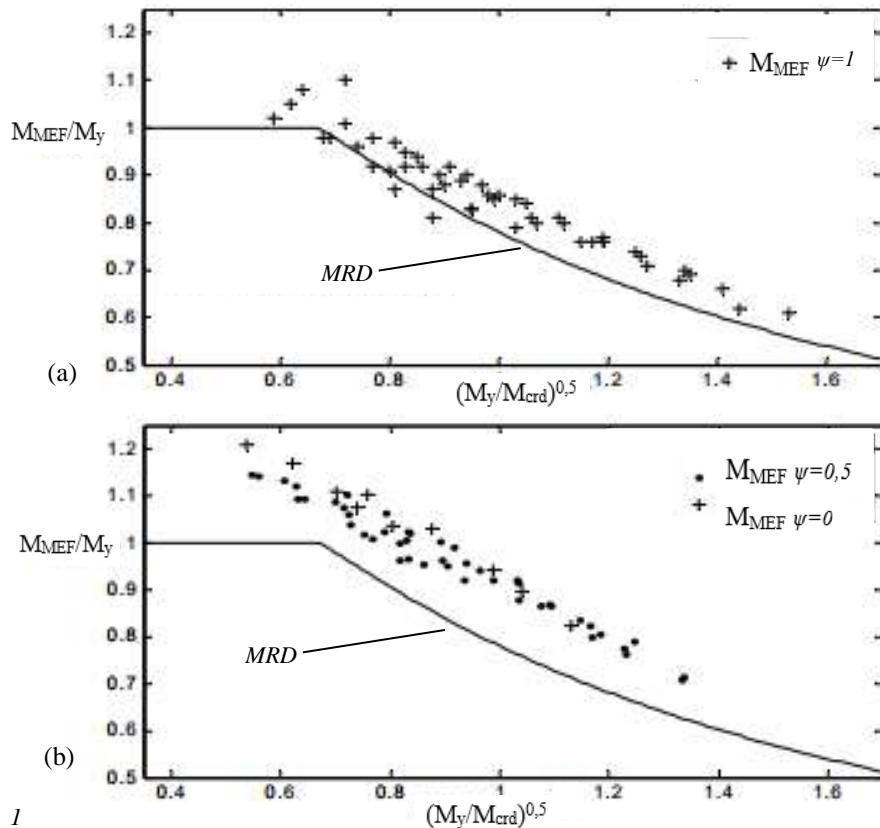 1.2
1.1
M_MEF ψ=1
M_MEF/M_y
1
0.9
0.8
0.7
MRD
0.6
0.5
(a)
0.4 0.6 0.8 1 1.2 1.4 1.6
(M_y/M_crd)^0,5
1.2
M_MEF ψ=0,5
1.1
M_MEF ψ=0
M_MEF/M_y
1
0.9
0.8
MRD
0.7
0.6
(b)
0.5
0.4 0.6 0.8 1 1.2 1.4 1.6
(M_y/M_crd)^0,5
1